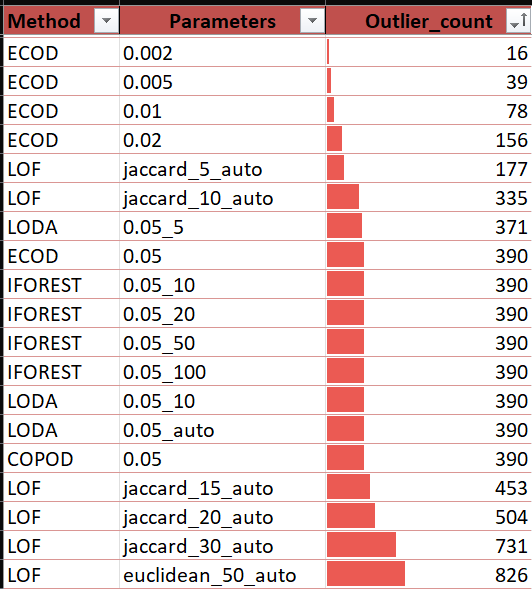 Method Parameters Outlier_count
ECOD 0.002 16
ECOD 0.005 39
ECOD 0.01 78
ECOD 0.02 156
LOF jaccard_5_auto 177
LOF jaccard_10_auto 335
LODA 0.05_5 371
ECOD 0.05 390
IFOREST 0.05_10 390
IFOREST 0.05_20 390
IFOREST 0.05_50 390
IFOREST 0.05_100 390
LODA 0.05_10 390
LODA 0.05_auto 390
COPOD 0.05 390
LOF jaccard_15_auto 453
LOF jaccard_20_auto 504
LOF jaccard_30_auto 731
LOF euclidean_50_auto 826